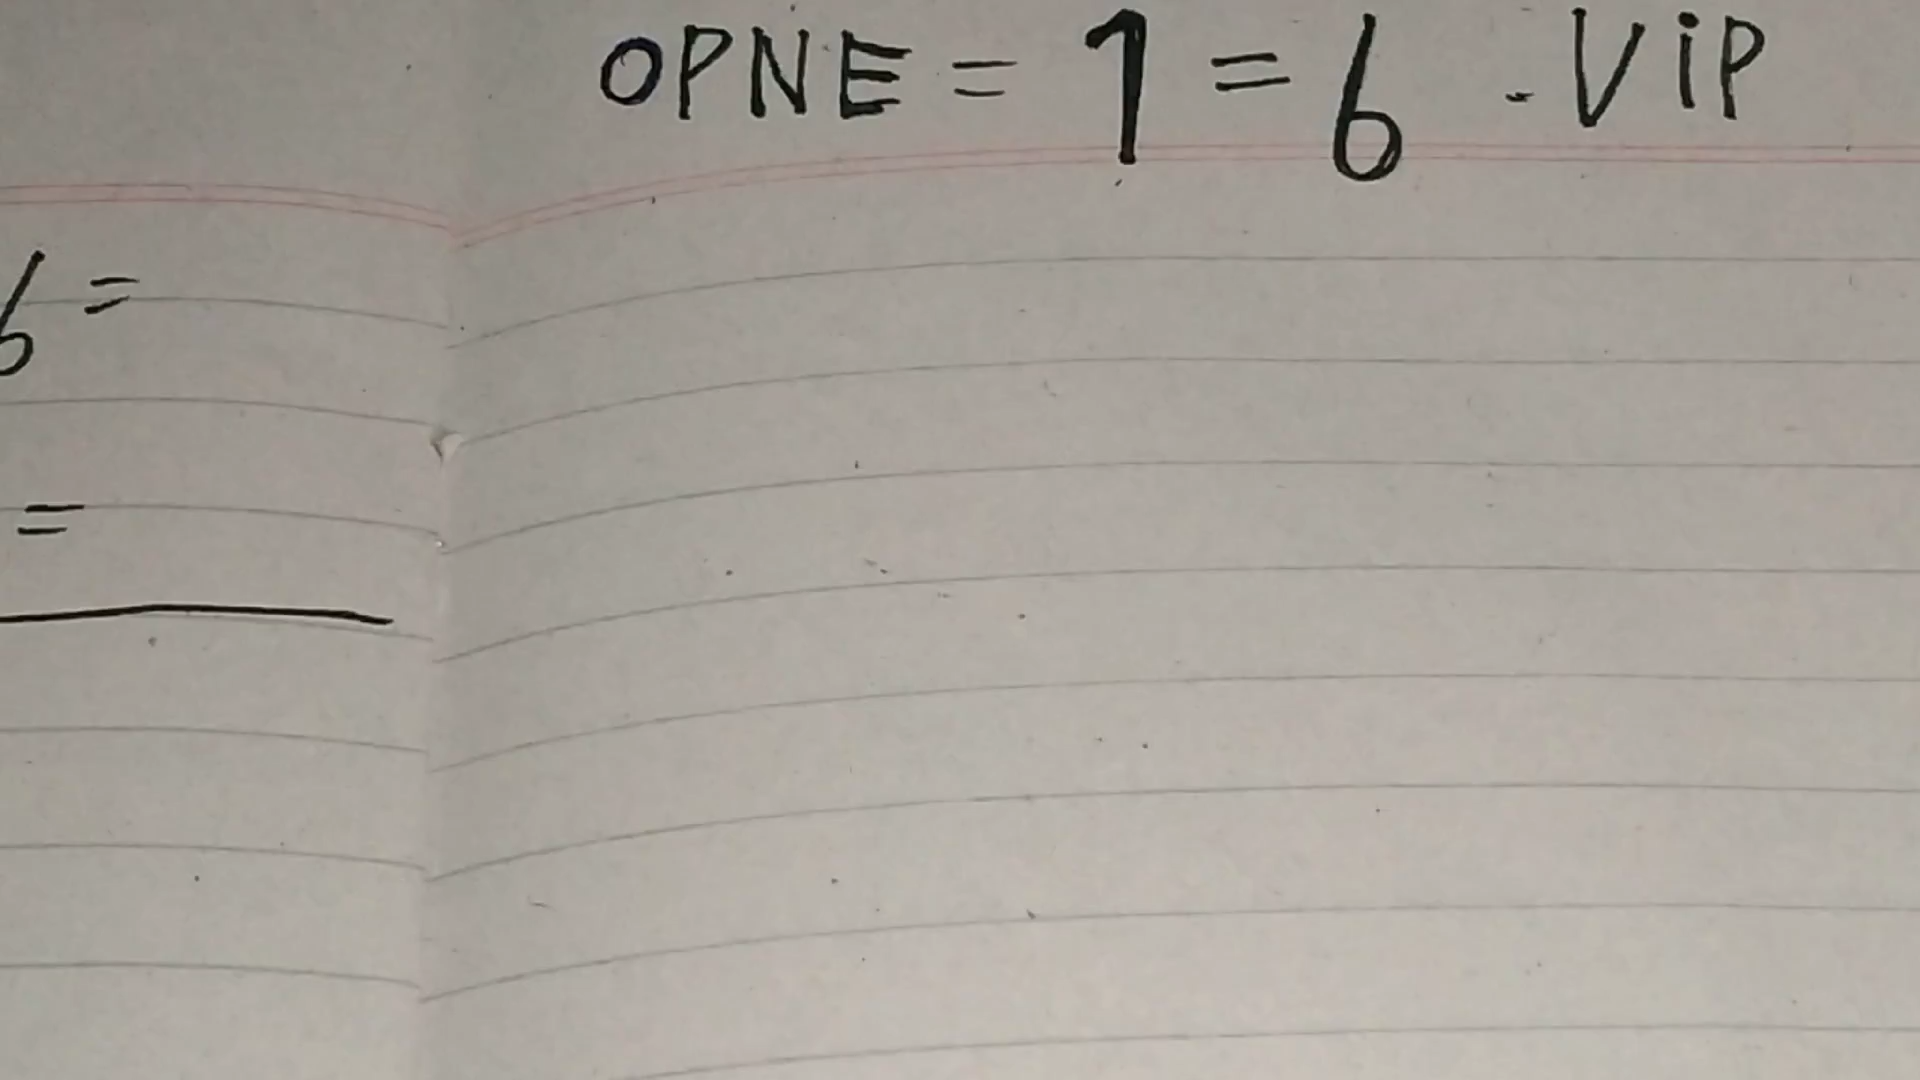 OPNE = 1 = 6 . ViP
6 =
=